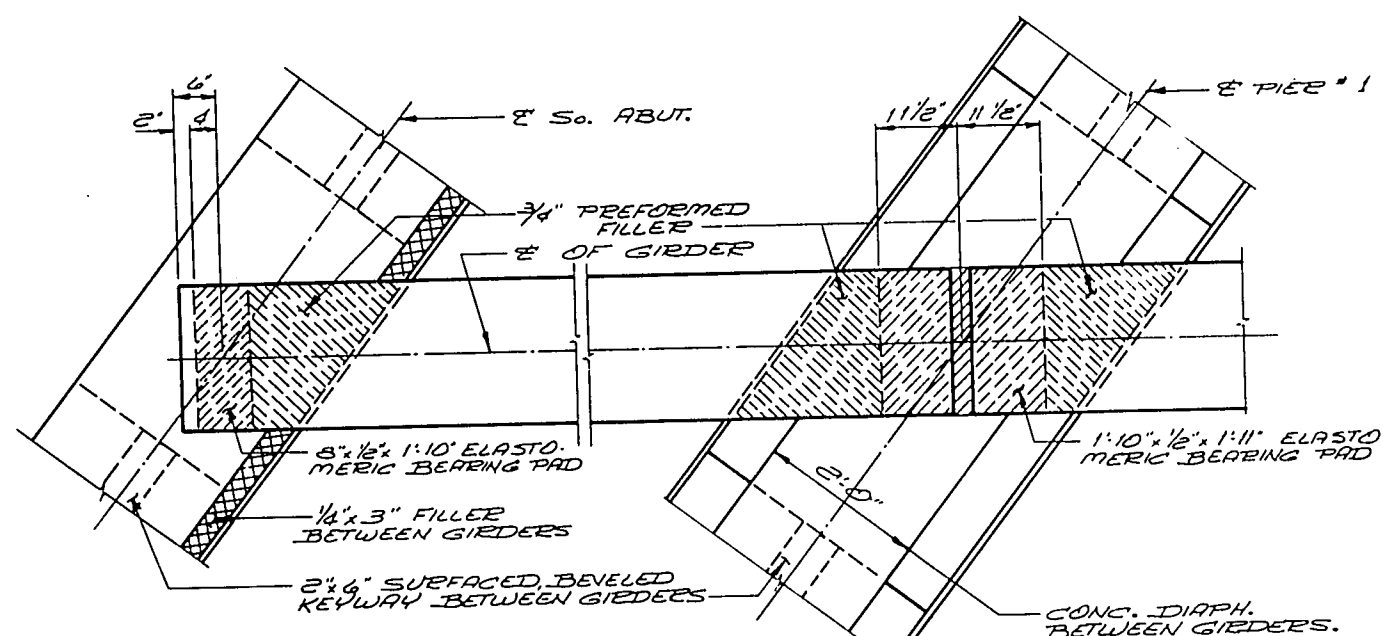 6"
2" 4"
℄ SO. ABUT.
11 1/2" 11 1/2"
℄ PIER #1
3/4" PREFORMED
FILLER
℄ OF GIRDER
8" x 1/2" x 1'-10" ELASTO-
MERIC BEARING PAD
1'-10" x 1/2" x 1'-11" ELASTO
MERIC BEARING PAD
2'-0"
1/4" x 3" FILLER
BETWEEN GIRDERS
2" x 6" SURFACED, BEVELED
KEYWAY BETWEEN GIRDERS
CONC. DIAPH.
BETWEEN GIRDERS.